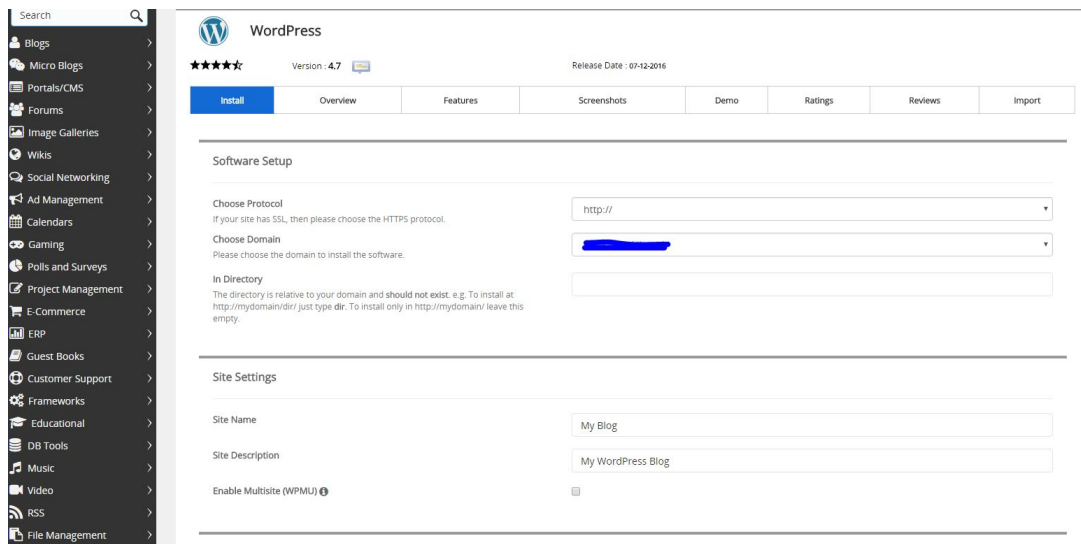 Search
Blogs
Micro Blogs
Portals/CMS
Forums
Image Galleries
Wikis
Social Networking
Ad Management
Calendars
Gaming
Polls and Surveys
Project Management
E-Commerce
ERP
Guest Books
Customer Support
Frameworks
Educational
DB Tools
Music
Video
RSS
File Management
WordPress
Version : 4.7
Release Date : 07-12-2016
Install
Overview
Features
Screenshots
Demo
Ratings
Reviews
Import
Software Setup
Choose Protocol
If your site has SSL, then please choose the HTTPS protocol.
http://
Choose Domain
Please choose the domain to install the software.
In Directory
The directory is relative to your domain and should not exist. e.g. To install at
http://mydomain/dir/ just type dir. To install only in http://mydomain/ leave this
empty.
Site Settings
Site Name
My Blog
Site Description
My WordPress Blog
Enable Multisite (WPMU)